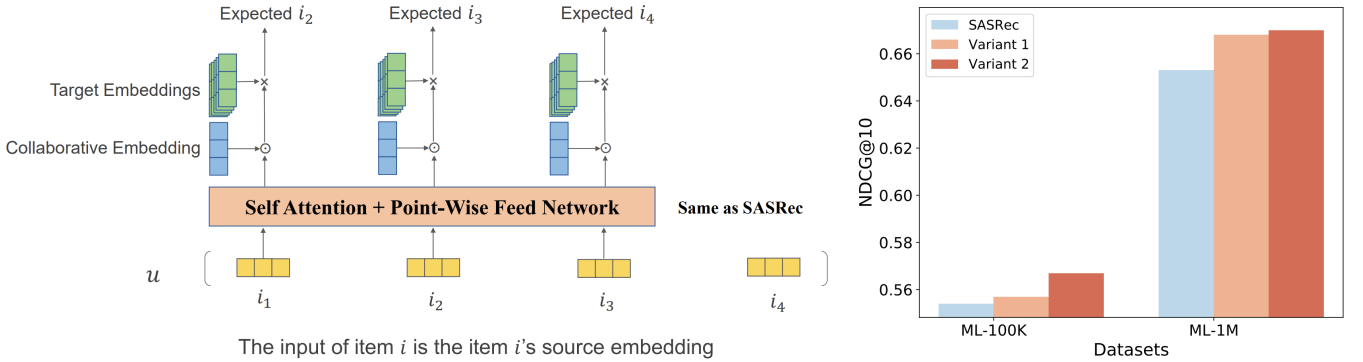 Expected i₂ Expected i₃ Expected i₄
Target Embeddings
× × ×
Collaborative Embedding
Self Attention + Point-Wise Feed Network
Same as SASRec
u
i₁ i₂ i₃ i₄
The input of item i is the item i's source embedding
SASRec
Variant 1
Variant 2
NDCG@10
0.66
0.64
0.62
0.60
0.58
0.56
ML-100K ML-1M
Datasets